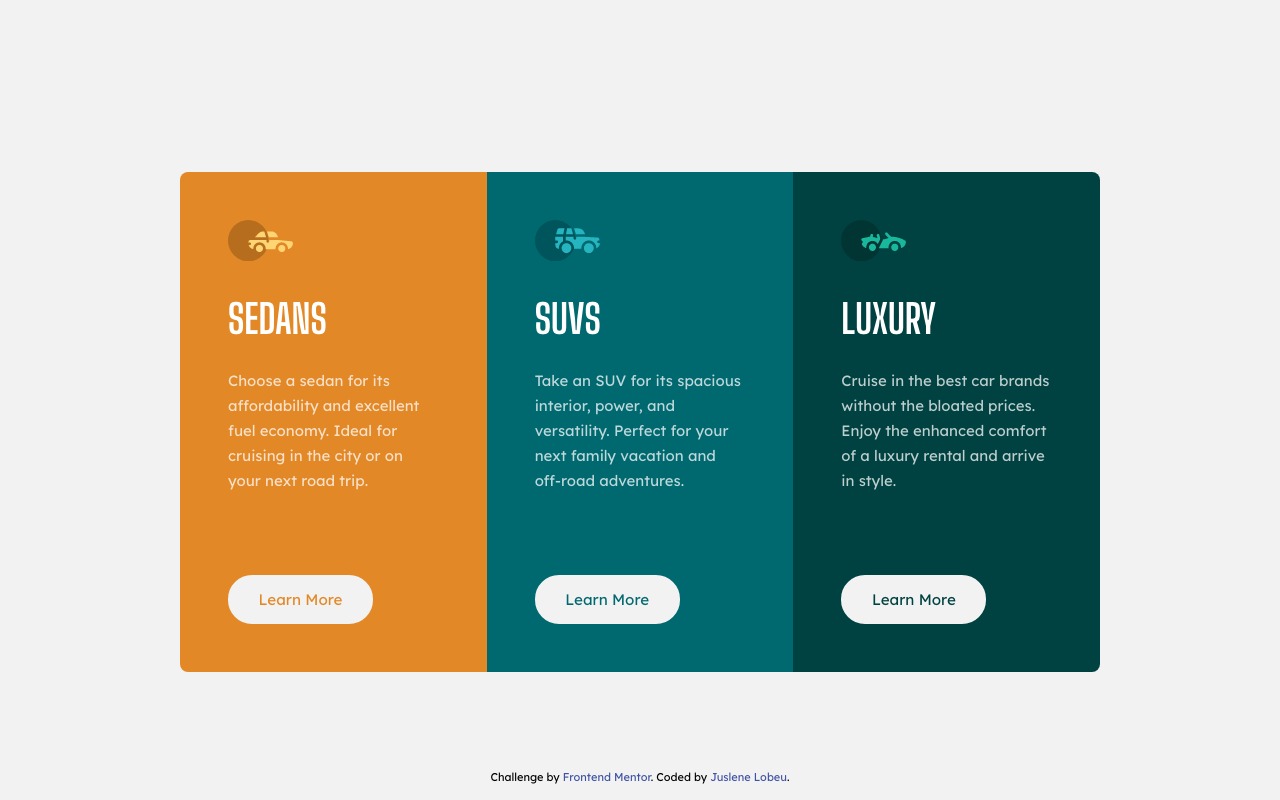 SEDANS
Choose a sedan for its
affordability and excellent
fuel economy. Ideal for
cruising in the city or on
your next road trip.
Learn More
SUVS
Take an SUV for its spacious
interior, power, and
versatility. Perfect for your
next family vacation and
off-road adventures.
Learn More
LUXURY
Cruise in the best car brands
without the bloated prices.
Enjoy the enhanced comfort
of a luxury rental and arrive
in style.
Learn More
Challenge by Frontend Mentor. Coded by Juslene Lobeu.